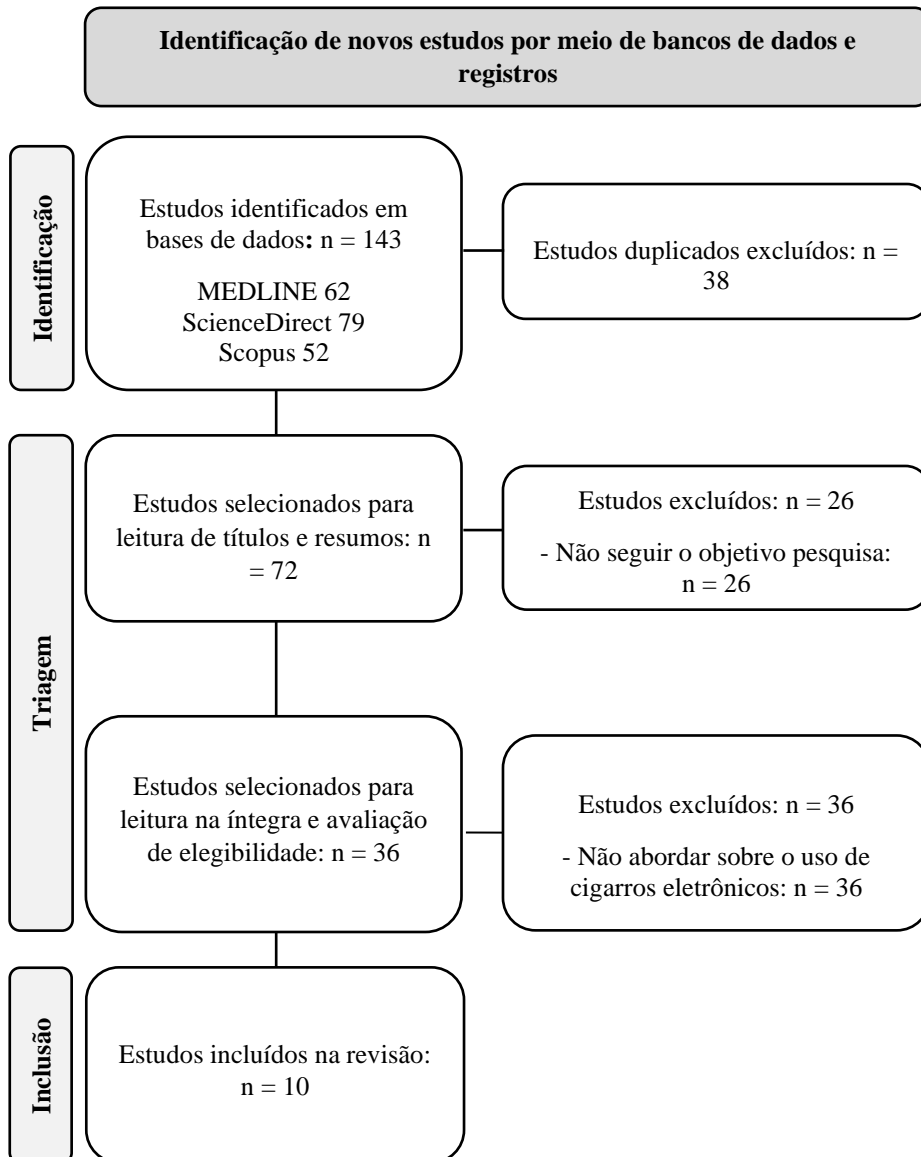 Identificação de novos estudos por meio de bancos de dados e
registros
Identificação
Estudos identificados em
bases de dados: n = 143
MEDLINE 62
ScienceDirect 79
Scopus 52
Estudos duplicados excluídos: n =
38
Triagem
Estudos selecionados para
leitura de títulos e resumos: n
= 72
Estudos excluídos: n = 26
- Não seguir o objetivo pesquisa:
n = 26
Estudos selecionados para
leitura na íntegra e avaliação
de elegibilidade: n = 36
Estudos excluídos: n = 36
- Não abordar sobre o uso de
cigarros eletrônicos: n = 36
Inclusão
Estudos incluídos na revisão:
n = 10